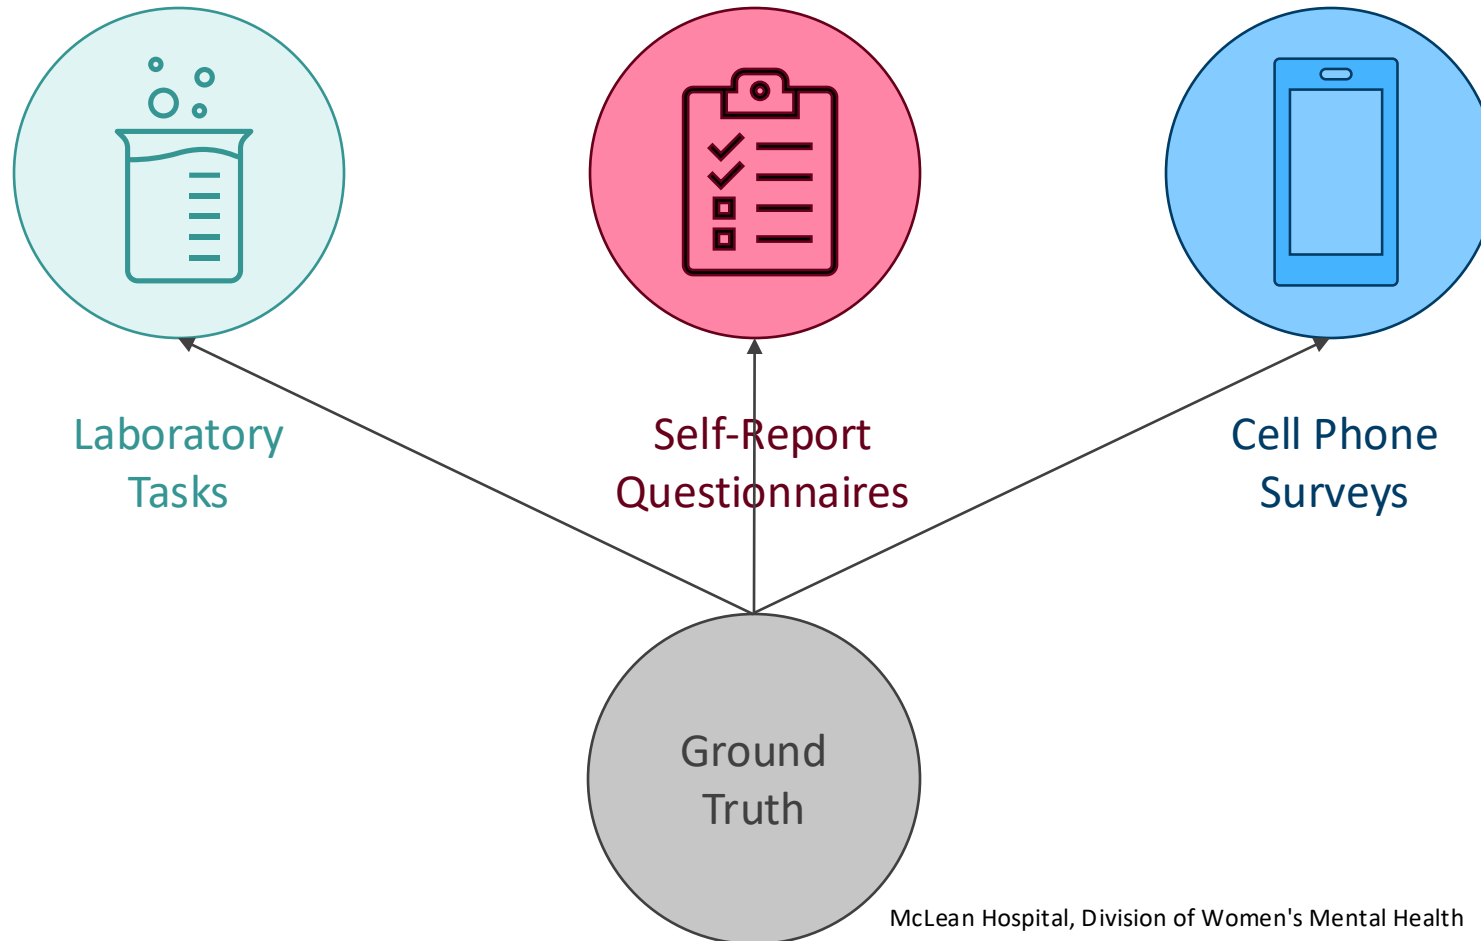 Laboratory
Tasks
Self-Report
Questionnaires
Cell Phone
Surveys
Ground
Truth
McLean Hospital, Division of Women's Mental Health